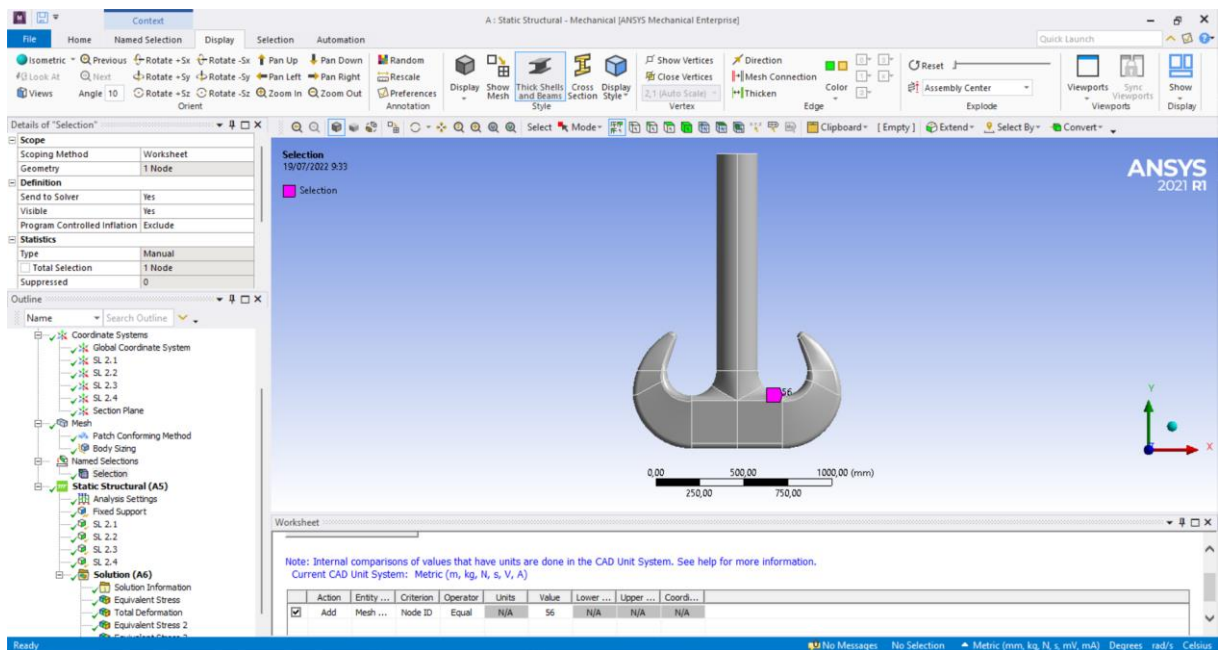 Context
A : Static Structural - Mechanical [ANSYS Mechanical Enterprise]
File Home Named Selection Display Selection Automation
Quick Launch
Isometric Previous Rotate +Sx Rotate -Sx Pan Up Pan Down Random
Look At Next Rotate +Sy Rotate -Sy Pan Left Pan Right Rescale
Views Angle 10 Rotate +Sz Rotate -Sz Zoom In Zoom Out Preferences
Orient Annotation
Display Show Mesh Thick Shells and Beams Cross Section Display Style
Style
Show Vertices
Close Vertices
2,1 (Auto Scale)
Vertex
Direction
Mesh Connection
Thicken
Color
Edge
Reset
Assembly Center
Explode
Viewports Sync Viewports
Viewports
Show
Display
Select Mode Clipboard [ Empty ] Extend Select By Convert
Details of "Selection"
Scope
Scoping Method Worksheet
Geometry 1 Node
Definition
Send to Solver Yes
Visible Yes
Program Controlled Inflation Exclude
Statistics
Type Manual
Total Selection 1 Node
Suppressed 0
Outline
Name Search Outline
Coordinate Systems
Global Coordinate System
SL 2.1
SL 2.2
SL 2.3
SL 2.4
Section Plane
Mesh
Patch Conforming Method
Body Sizing
Named Selections
Selection
Static Structural (A5)
Analysis Settings
Fixed Support
SL 2.1
SL 2.2
SL 2.3
SL 2.4
Solution (A6)
Solution Information
Equivalent Stress
Total Deformation
Equivalent Stress 2
Selection
19/07/2022 9:33
Selection
ANSYS
2021 R1
56
0,00 500,00 1000,00 (mm)
250,00 750,00
Y
X
Worksheet
Note: Internal comparisons of values that have units are done in the CAD Unit System. See help for more information.
Current CAD Unit System: Metric (m, kg, N, s, V, A)
Action Entity ... Criterion Operator Units Value Lower ... Upper ... Coordi...
Add Mesh ... Node ID Equal N/A 56 N/A N/A N/A
Ready
No Messages No Selection Metric (mm, kg, N, s, mV, mA) Degrees rad/s Celsius